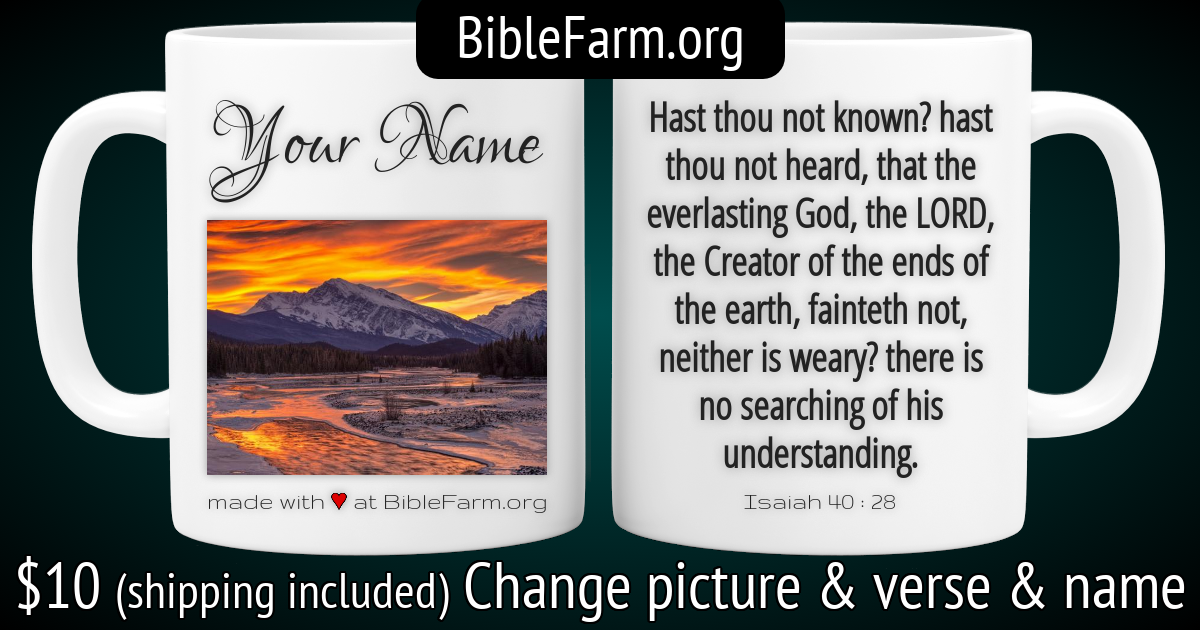 BibleFarm.org
Your Name
made with ♥ at BibleFarm.org
Hast thou not known? hast
thou not heard, that the
everlasting God, the LORD,
the Creator of the ends of
the earth, fainteth not,
neither is weary? there is
no searching of his
understanding.
Isaiah 40 : 28
$10 (shipping included) Change picture & verse & name